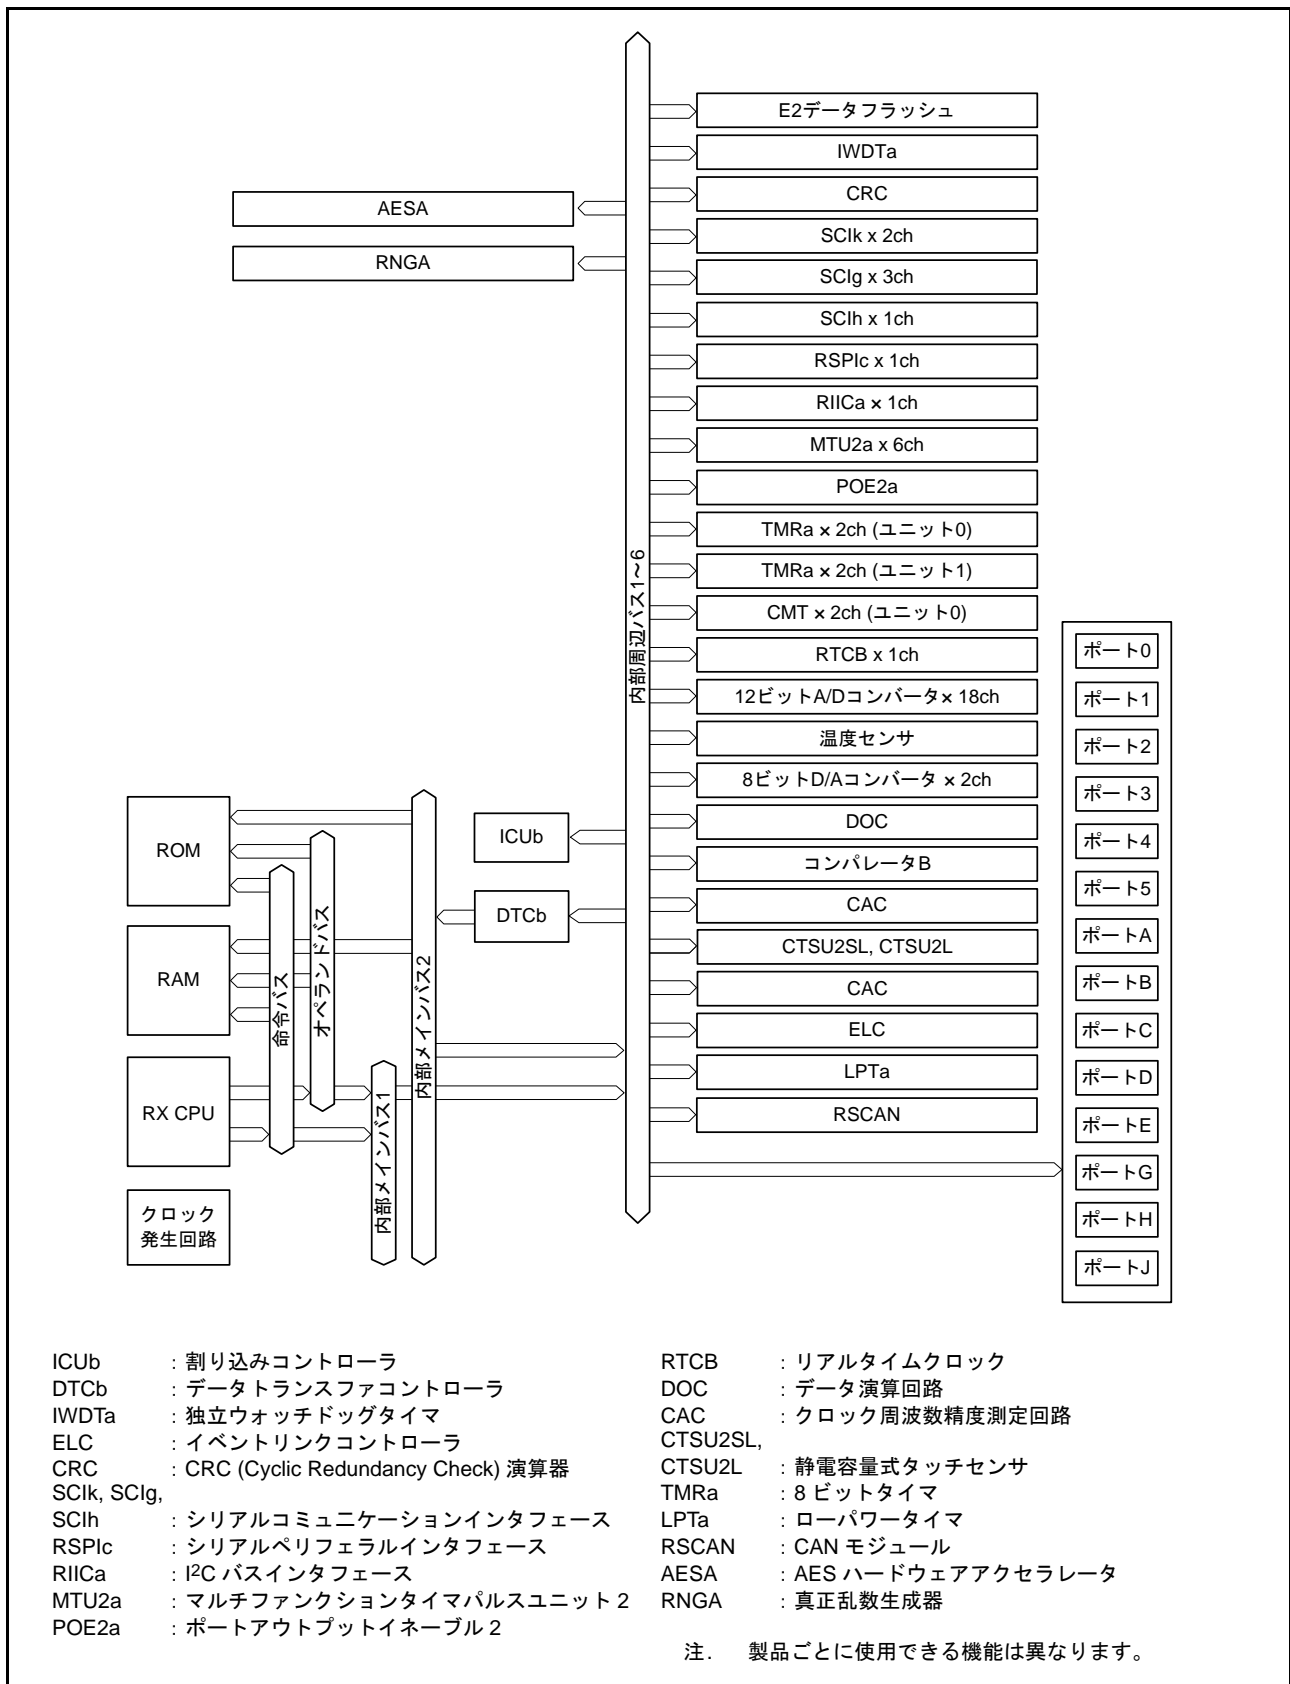 E2データフラッシュ
IWDTa
CRC
SCIk x 2ch
SCIg x 3ch
SCIh x 1ch
RSPIc x 1ch
RIICa × 1ch
MTU2a x 6ch
POE2a
TMRa × 2ch (ユニット0)
TMRa × 2ch (ユニット1)
CMT × 2ch (ユニット0)
RTCB x 1ch
12ビットA/Dコンバータ× 18ch
温度センサ
8ビットD/Aコンバータ × 2ch
DOC
コンパレータB
CAC
CTSU2SL, CTSU2L
CAC
ELC
LPTa
RSCAN
AESA
RNGA
内部周辺バス1~6
ICUb
DTCb
ROM
RAM
RX CPU
クロック
発生回路
命令バス
オペランドバス
内部メインバス1
内部メインバス2
ポート0
ポート1
ポート2
ポート3
ポート4
ポート5
ポートA
ポートB
ポートC
ポートD
ポートE
ポートG
ポートH
ポートJ
ICUb : 割り込みコントローラ
DTCb : データトランスファコントローラ
IWDTa : 独立ウォッチドッグタイマ
ELC : イベントリンクコントローラ
CRC : CRC (Cyclic Redundancy Check) 演算器
SCIk, SCIg,
SCIh : シリアルコミュニケーションインタフェース
RSPIc : シリアルペリフェラルインタフェース
RIICa : I²C バスインタフェース
MTU2a : マルチファンクションタイマパルスユニット 2
POE2a : ポートアウトプットイネーブル 2
RTCB : リアルタイムクロック
DOC : データ演算回路
CAC : クロック周波数精度測定回路
CTSU2SL,
CTSU2L : 静電容量式タッチセンサ
TMRa : 8 ビットタイマ
LPTa : ローパワータイマ
RSCAN : CAN モジュール
AESA : AES ハードウェアアクセラレータ
RNGA : 真正乱数生成器
注. 製品ごとに使用できる機能は異なります。